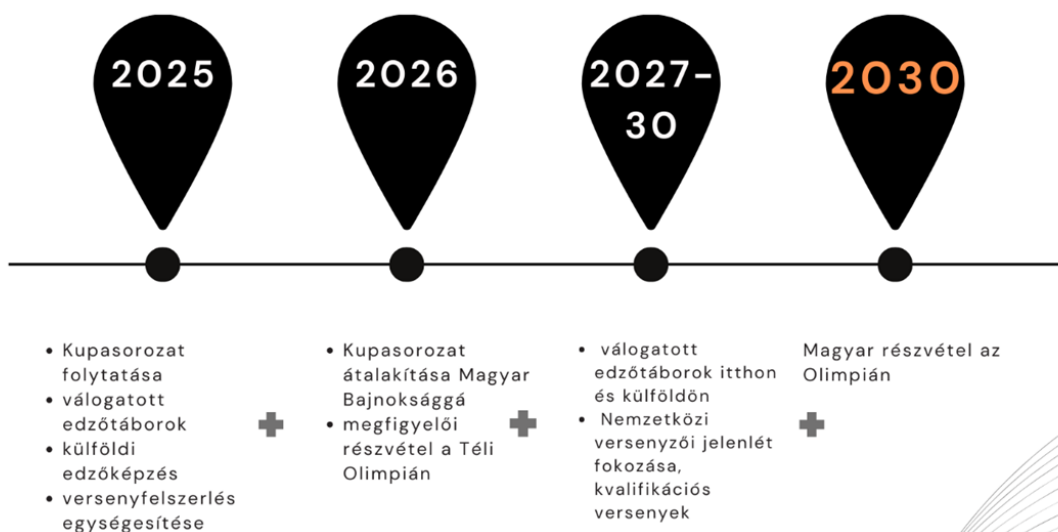 2025
2026
2027-
30
2030
• Kupasorozat
folytatása
• válogatott
edzőtáborok
• külföldi
edzőképzés
• versenyfelszerlés
egységesítése
• Kupasorozat
átalakítása Magyar
Bajnoksággá
• megfigyelői
részvétel a Téli
Olimpián
• válogatott
edzőtáborok itthon
és külföldön
• Nemzetközi
versenyzői jelenlét
fokozása,
kvalifikációs
versenyek
Magyar részvétel az
Olimpián